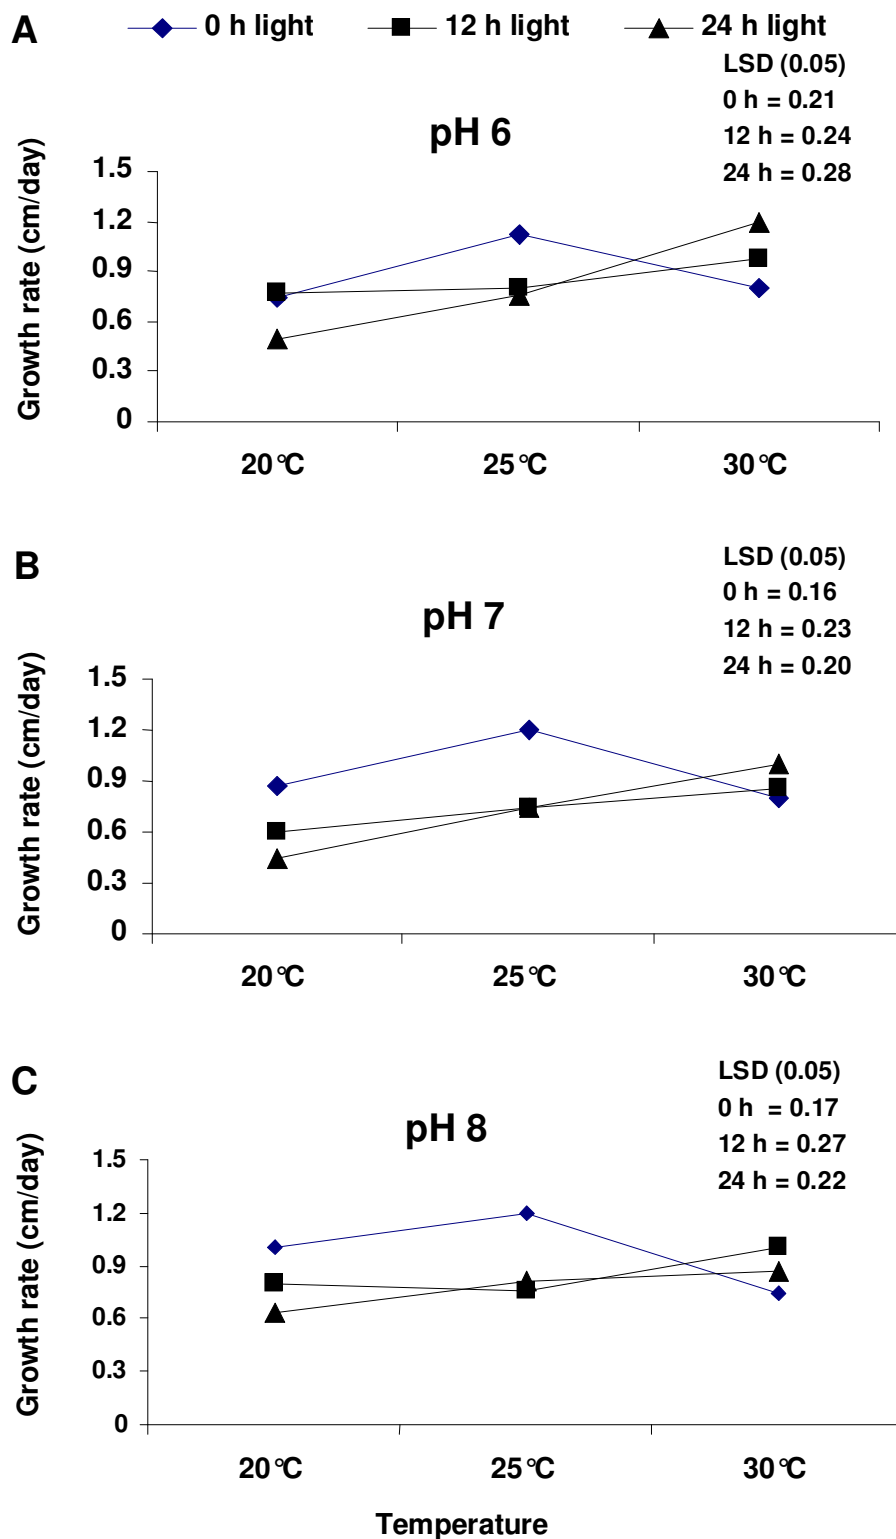 A
0 h light 12 h light 24 h light
LSD (0.05)
0 h = 0.21
12 h = 0.24
24 h = 0.28
pH 6
Growth rate (cm/day)
1.5
1.2
0.9
0.6
0.3
0
20°C 25°C 30°C
B
LSD (0.05)
0 h = 0.16
12 h = 0.23
24 h = 0.20
pH 7
Growth rate (cm/day)
1.5
1.2
0.9
0.6
0.3
0
20°C 25°C 30°C
C
LSD (0.05)
0 h = 0.17
12 h = 0.27
24 h = 0.22
pH 8
Growth rate (cm/day)
1.5
1.2
0.9
0.6
0.3
0
20°C 25°C 30°C
Temperature